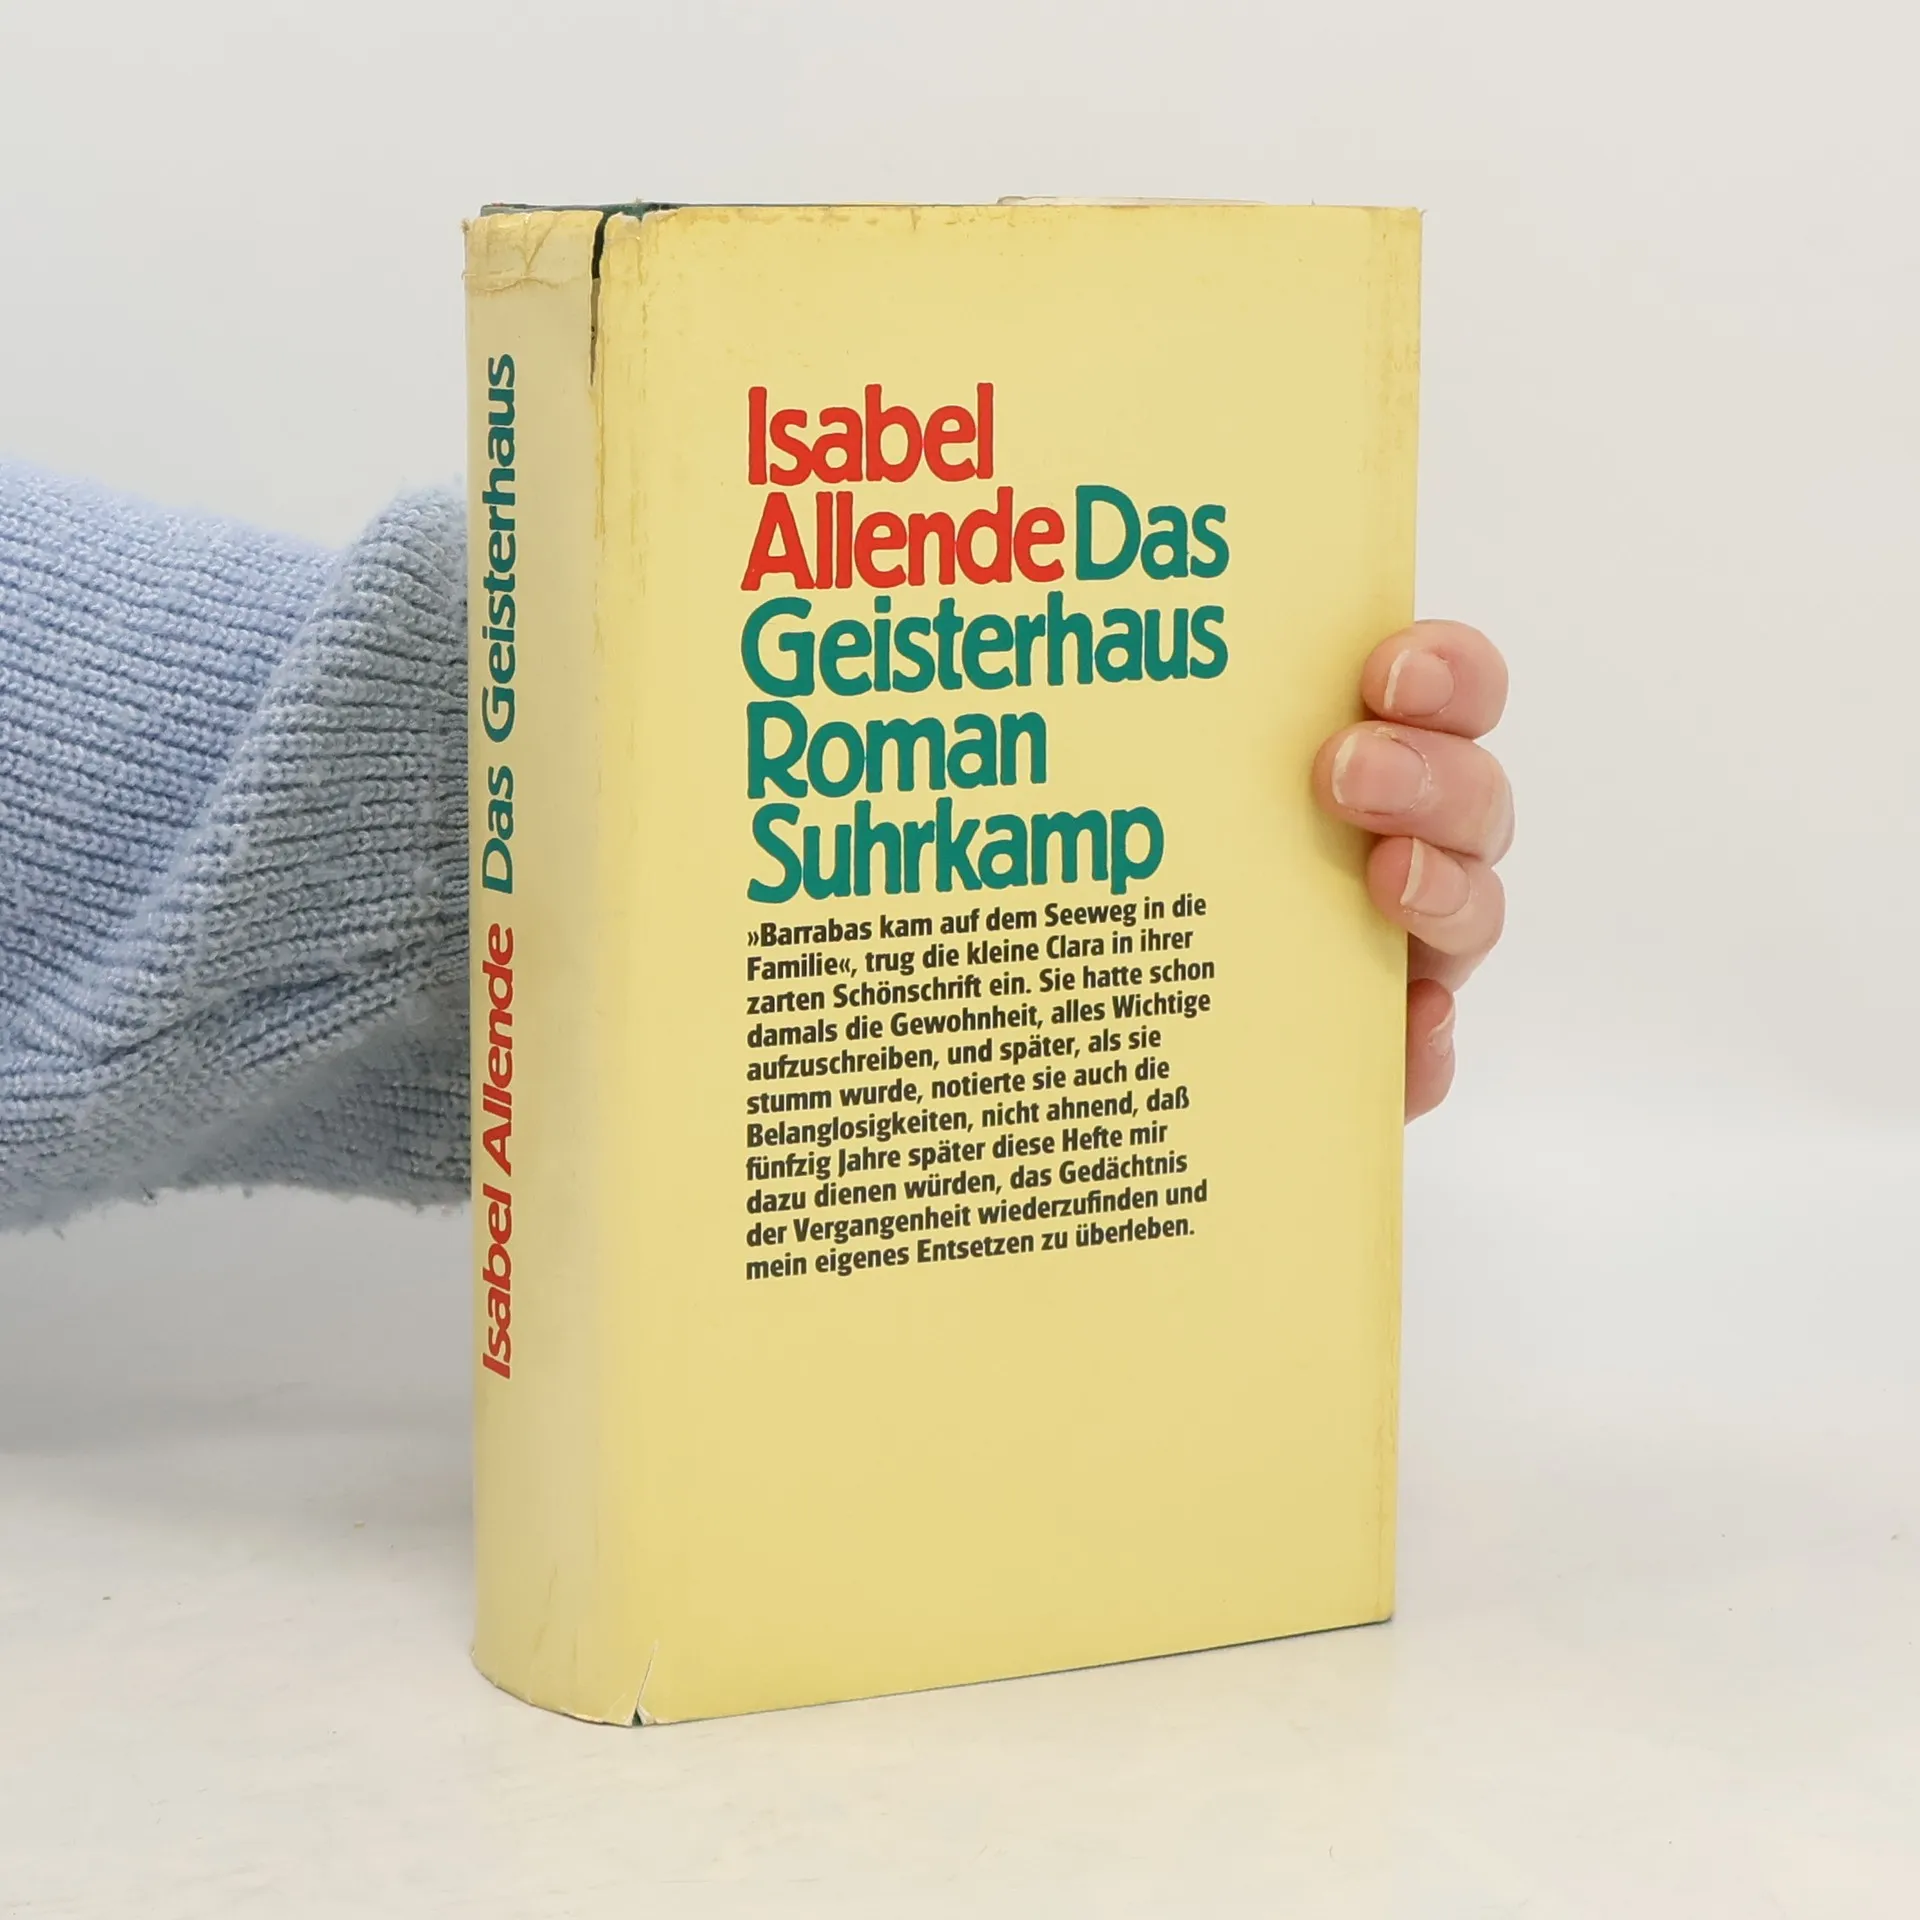 Isabel Allende Das Geisterhaus
Isabel
Allende Das
Geisterhaus
Roman
Suhrkamp
»Barrabas kam auf dem Seeweg in die
Familie«, trug die kleine Clara in ihrer
zarten Schönschrift ein. Sie hatte schon
damals die Gewohnheit, alles Wichtige
aufzuschreiben, und später, als sie
stumm wurde, notierte sie auch die
Belanglosigkeiten, nicht ahnend, daß
fünfzig Jahre später diese Hefte mir
dazu dienen würden, das Gedächtnis
der Vergangenheit wiederzufinden und
mein eigenes Entsetzen zu überleben.